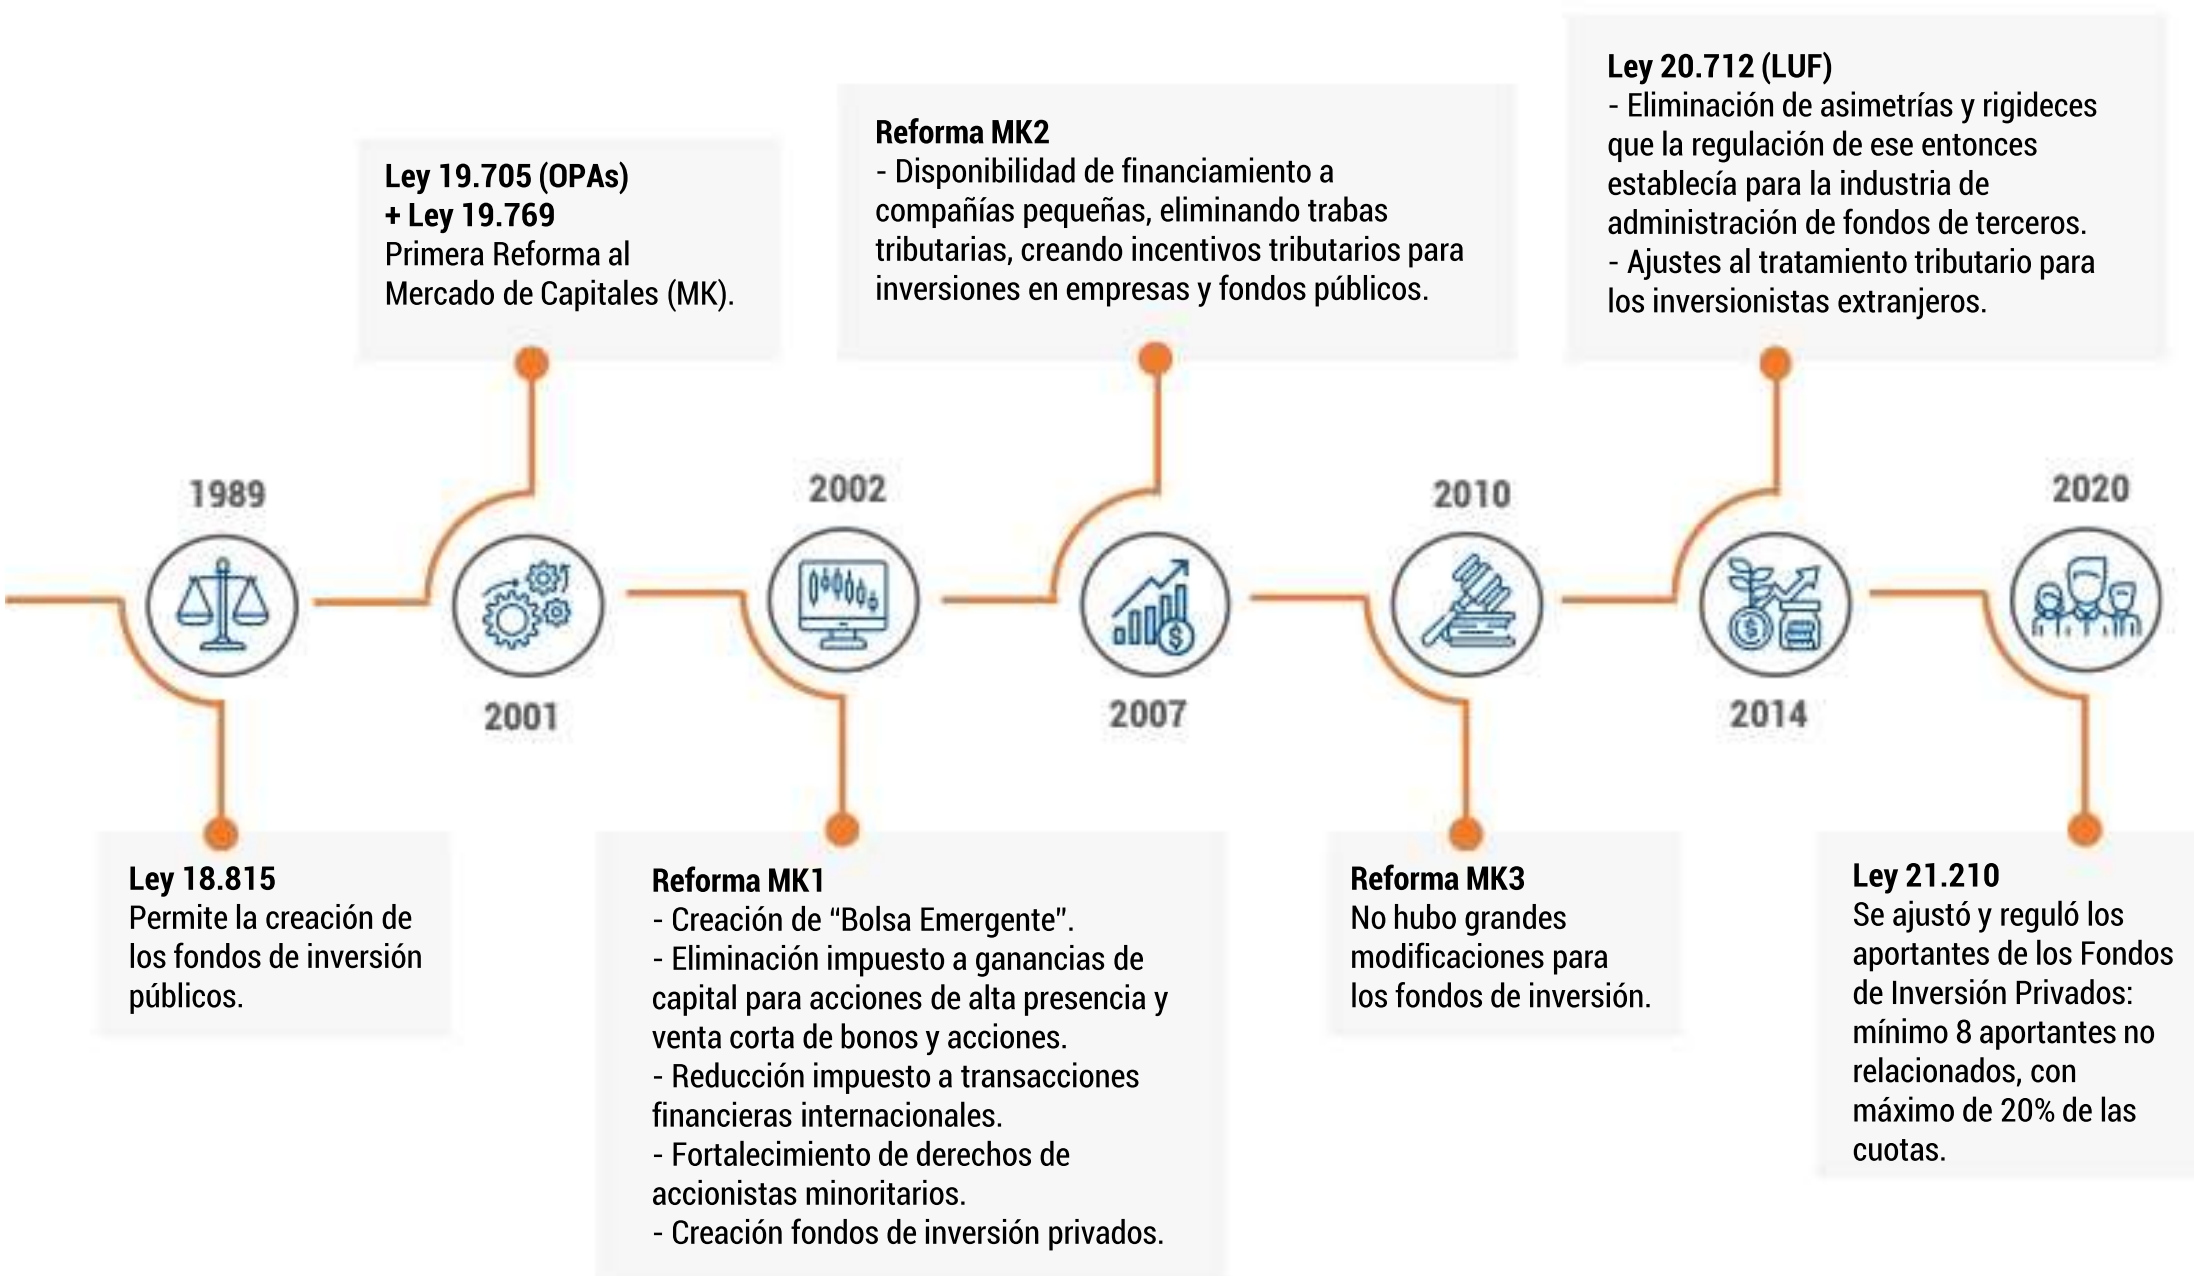 1989
Ley 18.815
Permite la creación de
los fondos de inversión
públicos.
Ley 19.705 (OPAs)
+ Ley 19.769
Primera Reforma al
Mercado de Capitales (MK).
2001
2002
Reforma MK1
- Creación de “Bolsa Emergente”.
- Eliminación impuesto a ganancias de
capital para acciones de alta presencia y
venta corta de bonos y acciones.
- Reducción impuesto a transacciones
financieras internacionales.
- Fortalecimiento de derechos de
accionistas minoritarios.
- Creación fondos de inversión privados.
Reforma MK2
- Disponibilidad de financiamiento a
compañías pequeñas, eliminando trabas
tributarias, creando incentivos tributarios para
inversiones en empresas y fondos públicos.
2007
2010
Reforma MK3
No hubo grandes
modificaciones para
los fondos de inversión.
Ley 20.712 (LUF)
- Eliminación de asimetrías y rigideces
que la regulación de ese entonces
establecía para la industria de
administración de fondos de terceros.
- Ajustes al tratamiento tributario para
los inversionistas extranjeros.
2014
2020
Ley 21.210
Se ajustó y reguló los
aportantes de los Fondos
de Inversión Privados:
mínimo 8 aportantes no
relacionados, con
máximo de 20% de las
cuotas.